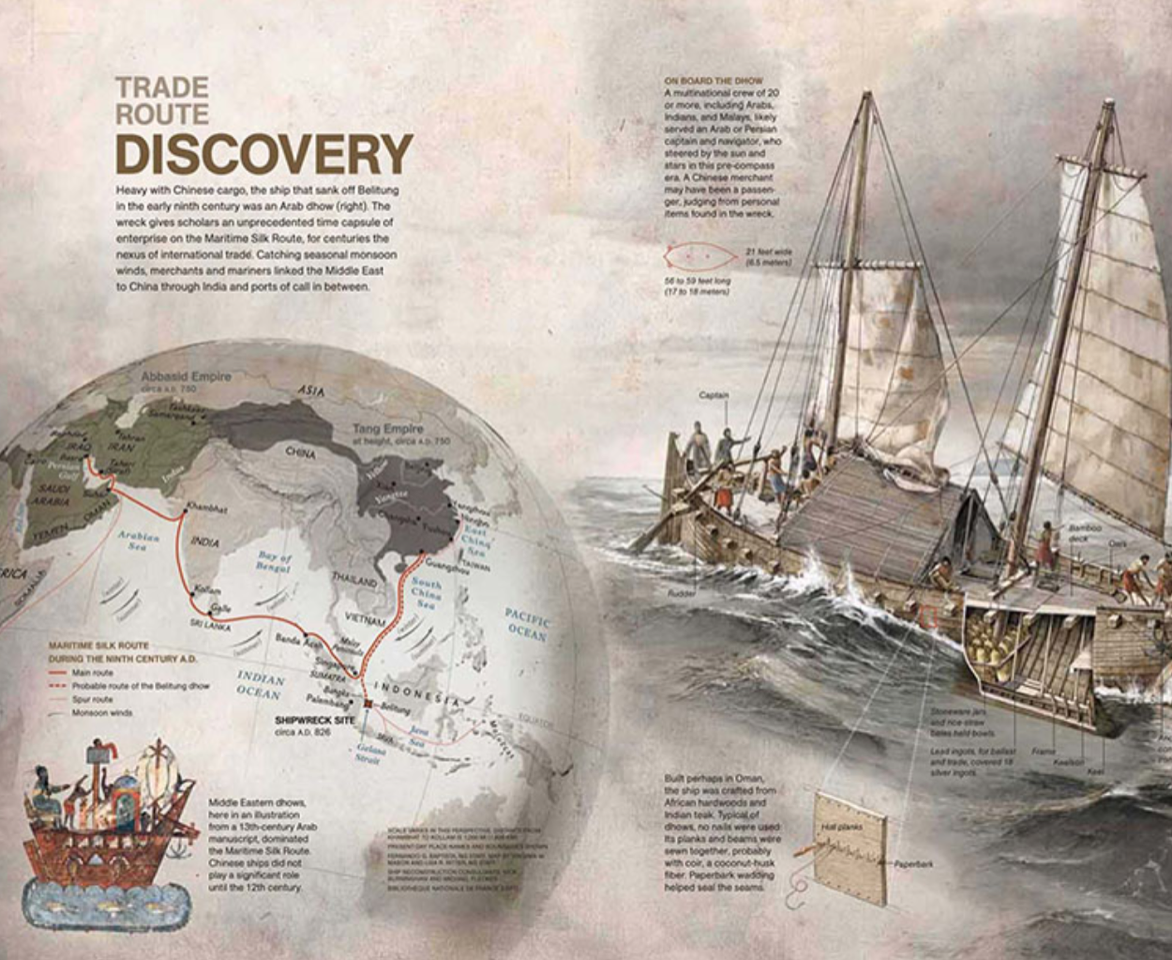 TRADE
ROUTE
DISCOVERY
Heavy with Chinese cargo, the ship that sank off Belitung
in the early ninth century was an Arab dhow (right). The
wreck gives scholars an unprecedented time capsule of
enterprise on the Maritime Silk Route, for centuries the
nexus of international trade. Catching seasonal monsoon
winds, merchants and mariners linked the Middle East
to China through India and ports of call in between.
ON BOARD THE DHOW
A multinational crew of 20
or more, including Arabs,
Indians, and Malays, likely
served an Arab or Persian
captain and navigator, who
steered by the sun and
stars in this pre-compass
era. A Chinese merchant
may have been a passen-
ger, judging from personal
items found in the wreck.
21 feet wide
(6.5 meters)
56 to 59 feet long
(17 to 18 meters)
Captain
Rudder
Bamboo
deck
Stoneware jars
and rice-straw
bales held bowls.
Lead ingots, for ballast
and trade, covered 18
silver ingots.
Frame
Keelson
Keel
Abbasid Empire
circa A.D. 750
ASIA
Tang Empire
at height, circa A.D. 750
Tashkent
Samarqand
Baghdad
Tehran
IRAQ
IRAN
CHINA
Cairo
Persian
Gulf
SAUDI
ARABIA
OMAN
YEMEN
Indus
Yangtze
Khambhat
Arabian
Sea
INDIA
Bay of
Bengal
East
China
Sea
Guangzhou
TAIWAN
THAILAND
South
China
Sea
SOMALIA
Kollam
Galle
SRI LANKA
VIETNAM
PACIFIC
OCEAN
Banda Aceh
Malay
Singapore
SUMATRA
INDIAN
OCEAN
Bangka
Palembang
INDONESIA
Belitung
EQUATOR
SHIPWRECK SITE
circa A.D. 826
Java
Sea
Gelasa
Strait
MARITIME SILK ROUTE
DURING THE NINTH CENTURY A.D.
Main route
Probable route of the Belitung dhow
Spur route
Monsoon winds
Middle Eastern dhows,
here in an illustration
from a 13th-century Arab
manuscript, dominated
the Maritime Silk Route.
Chinese ships did not
play a significant role
until the 12th century.
Built perhaps in Oman,
the ship was crafted from
African hardwoods and
Indian teak. Typical of
dhows, no nails were used:
Its planks and beams were
sewn together, probably
with coir, a coconut-husk
fiber. Paperbark wadding
helped seal the seams.
Hull planks
Paperbark